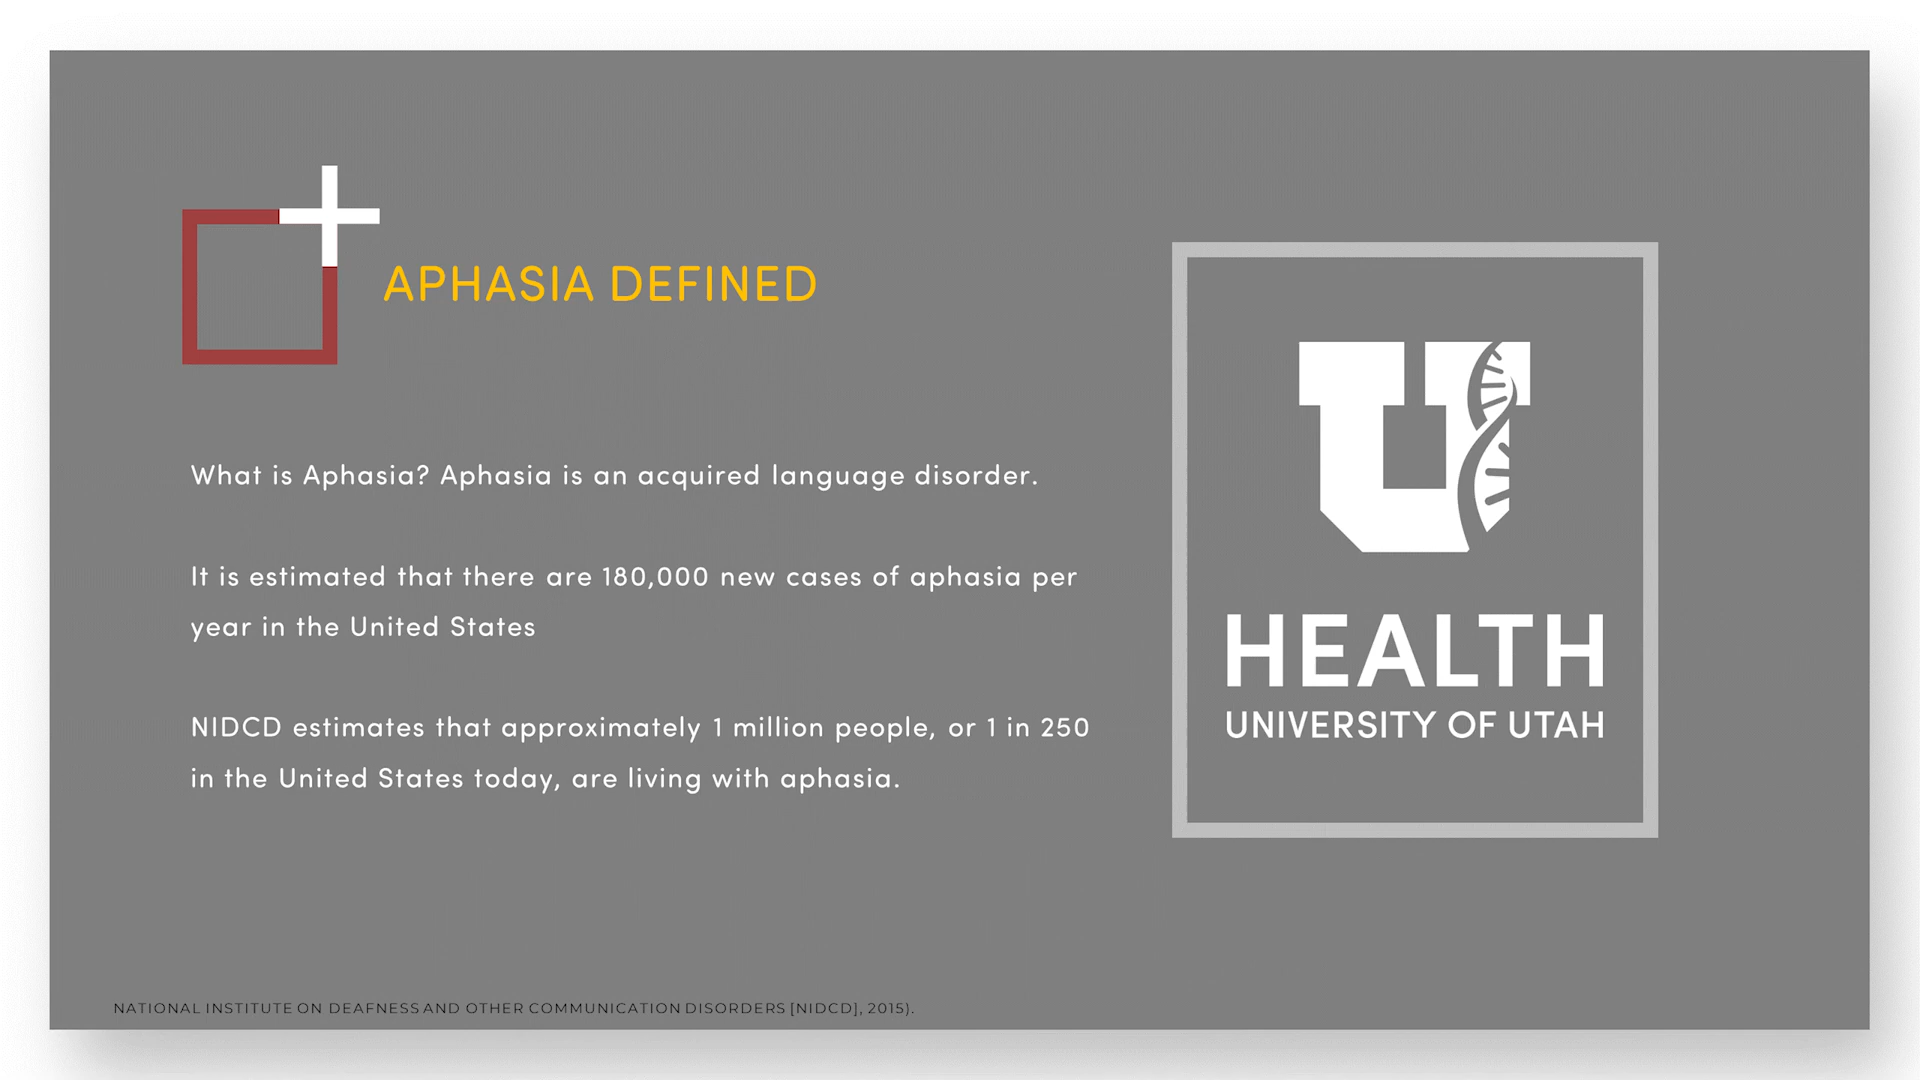 APHASIA DEFINED
What is Aphasia? Aphasia is an acquired language disorder.
It is estimated that there are 180,000 new cases of aphasia per
year in the United States
NIDCD estimates that approximately 1 million people, or 1 in 250
in the United States today, are living with aphasia.
U
HEALTH
UNIVERSITY OF UTAH
NATIONAL INSTITUTE ON DEAFNESS AND OTHER COMMUNICATION DISORDERS [NIDCD], 2015).